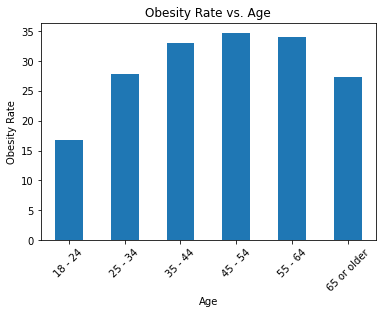 Obesity Rate vs. Age
Obesity Rate
35
30
25
20
15
10
5
0
18 - 24
25 - 34
35 - 44
45 - 54
55 - 64
65 or older
Age